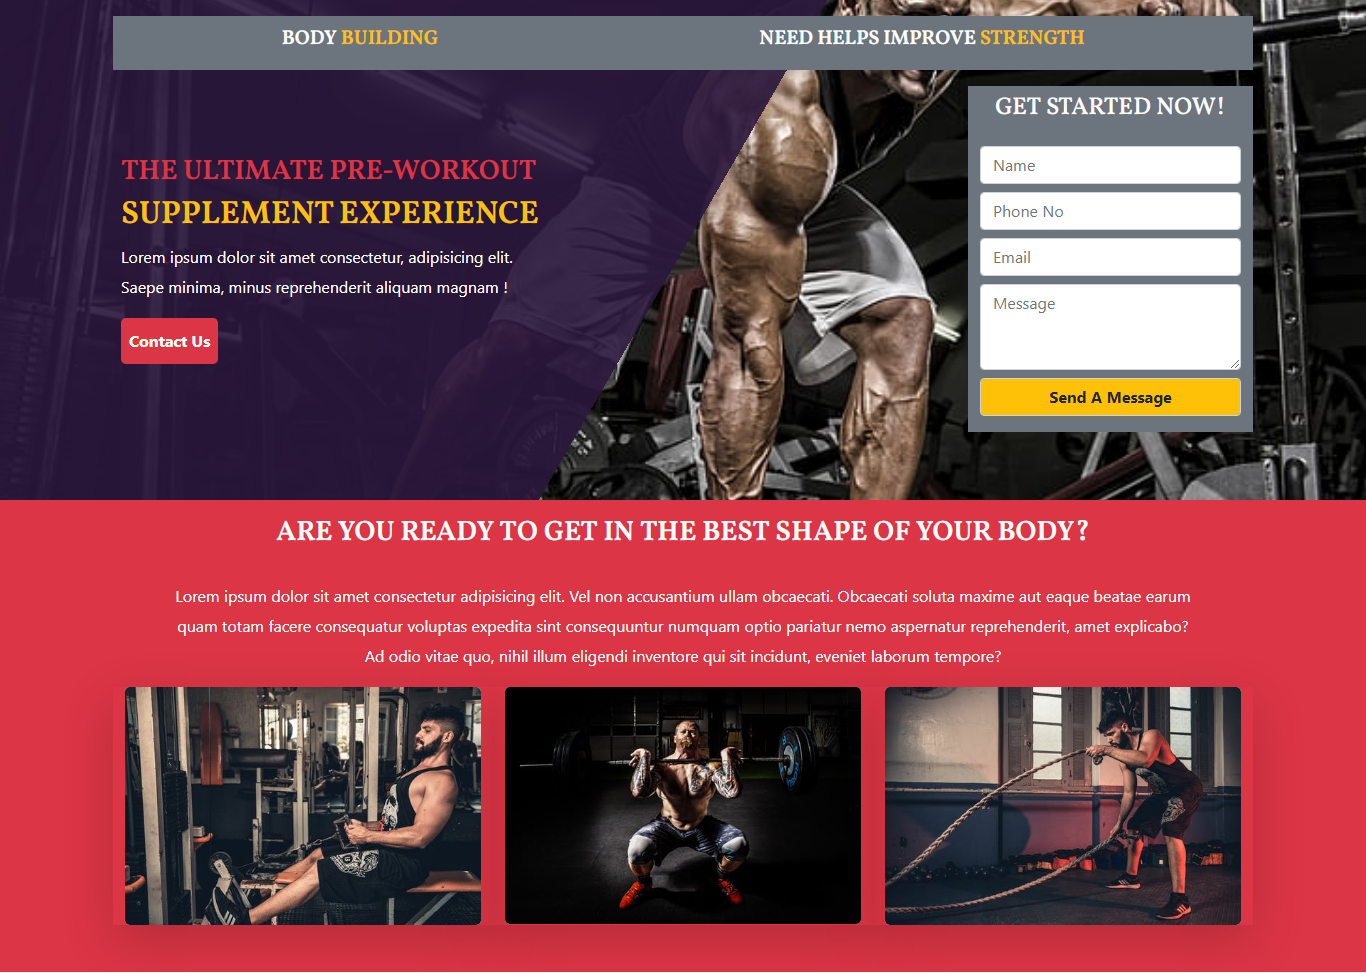 BODY BUILDING
NEED HELPS IMPROVE STRENGTH
THE ULTIMATE PRE-WORKOUT
SUPPLEMENT EXPERIENCE
Lorem ipsum dolor sit amet consectetur, adipisicing elit.
Saepe minima, minus reprehenderit aliquam magnam !
Contact Us
GET STARTED NOW!
Name
Phone No
Email
Message
Send A Message
ARE YOU READY TO GET IN THE BEST SHAPE OF YOUR BODY?
Lorem ipsum dolor sit amet consectetur adipisicing elit. Vel non accusantium ullam obcaecati. Obcaecati soluta maxime aut eaque beatae earum
quam totam facere consequatur voluptas expedita sint consequuntur numquam optio pariatur nemo aspernatur reprehenderit, amet explicabo?
Ad odio vitae quo, nihil illum eligendi inventore qui sit incidunt, eveniet laborum tempore?